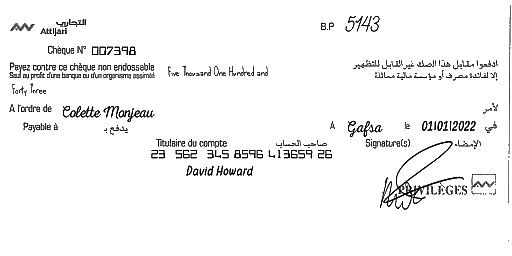 التجاري
Attijari
B.P 5143
Chèque N° 007398
Payez contre ce chèque non endossable
Sauf au profit d'une banque ou d'un organisme assimilé
Five Thousand One Hundred and
Forty Three
ادفعوا مقابل هذا الصك غير القابل للتظهير
إلا لفائدة مصرف أو مؤسسة مالية مماثلة
A l'ordre de Colette Monjeau لأمر
Payable à يدفع بـ
A Gafsa le 01/01/2022 في
Titulaire du compte صاحب الحساب
Signature(s) الإمضاء
23 562 345 8596 413659 26
David Howard
PRIVILÈGES